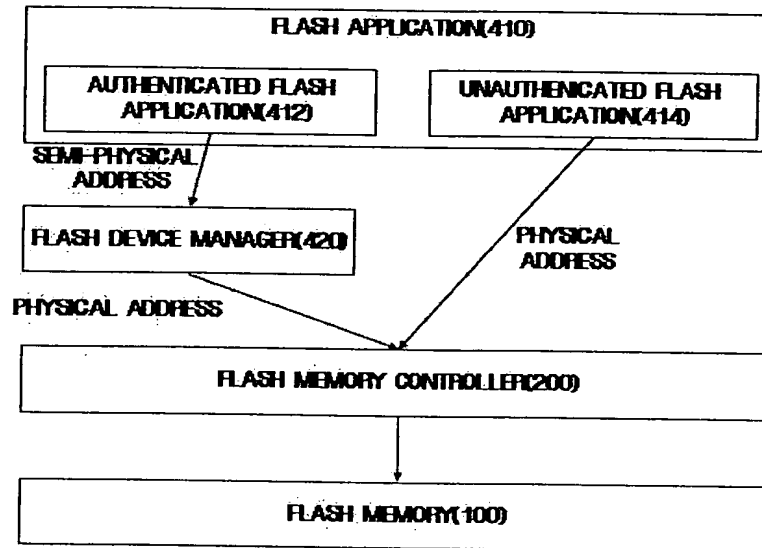 FLASH APPLICATION(410)
AUTHENTICATED FLASH
APPLICATION(412)
UNAUTHENICATED FLASH
APPLICATION(414)
SEMI-PHYSICAL
ADDRESS
FLASH DEVICE MANAGER(420)
PHYSICAL
ADDRESS
PHYSICAL ADDRESS
FLASH MEMORY CONTROLLER(200)
FLASH MEMORY(100)